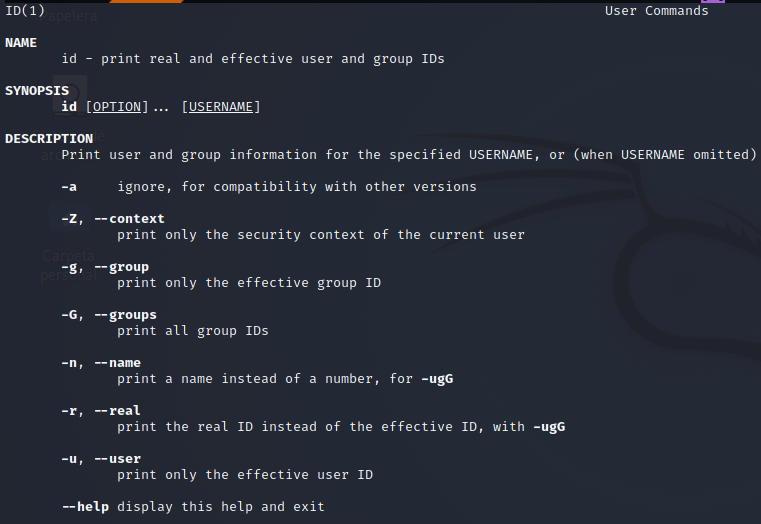 ID(1) User Commands
NAME
id - print real and effective user and group IDs
SYNOPSIS
id [OPTION]... [USERNAME]
DESCRIPTION
Print user and group information for the specified USERNAME, or (when USERNAME omitted)
-a ignore, for compatibility with other versions
-Z, --context
print only the security context of the current user
-g, --group
print only the effective group ID
-G, --groups
print all group IDs
-n, --name
print a name instead of a number, for -ugG
-r, --real
print the real ID instead of the effective ID, with -ugG
-u, --user
print only the effective user ID
--help display this help and exit
Papelera
Carpeta
personal